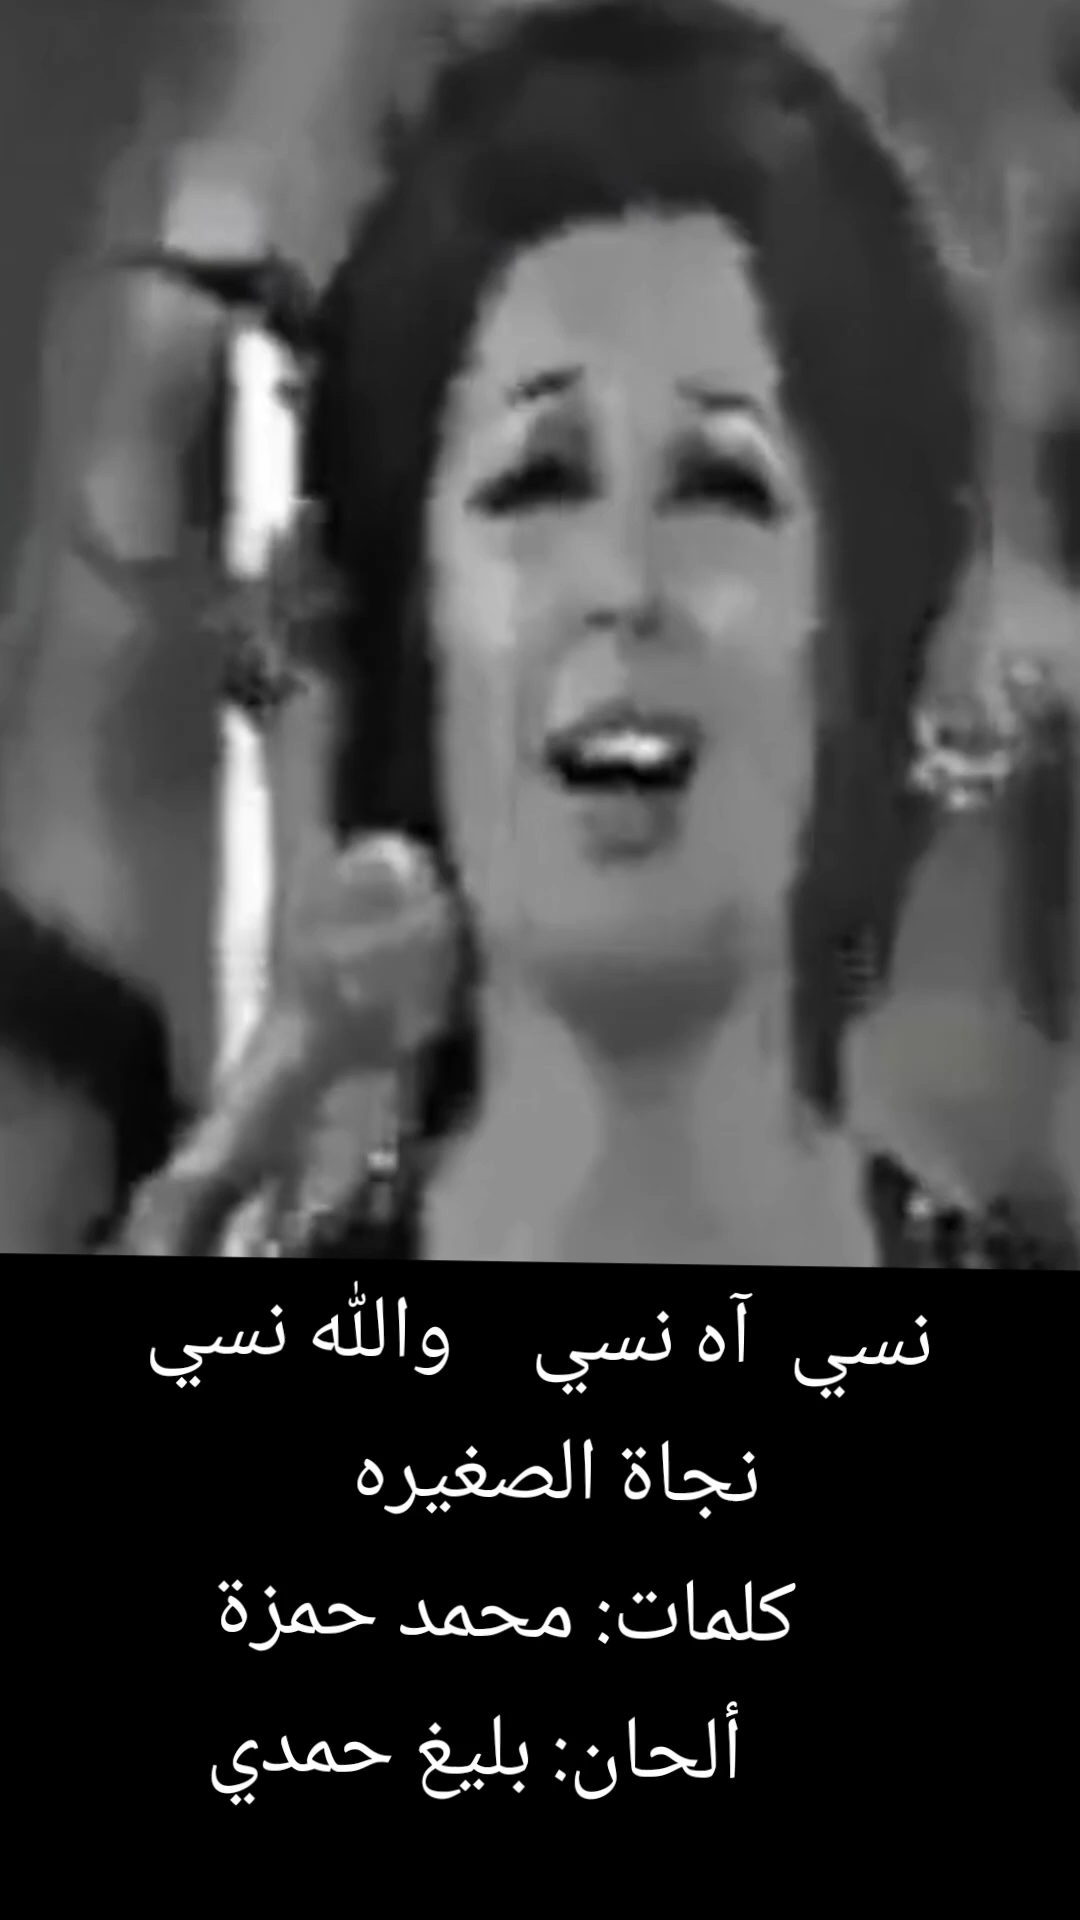 نسي آه نسي والله نسي
نجاة الصغيره
كلمات: محمد حمزة
ألحان: بليغ حمدي